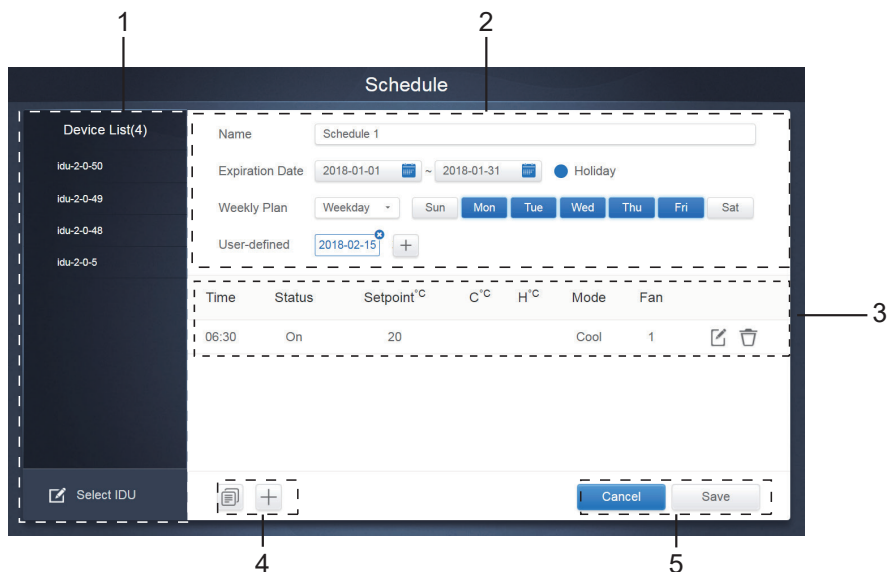 1 2
Schedule
Device List(4)
idu-2-0-50
idu-2-0-49
idu-2-0-48
idu-2-0-5
Select IDU
Name Schedule 1
Expiration Date 2018-01-01 ~ 2018-01-31 Holiday
Weekly Plan Weekday Sun Mon Tue Wed Thu Fri Sat
User-defined 2018-02-15 +
Time Status Setpoint°C C°C H°C Mode Fan
3
06:30 On 20 Cool 1
+ Cancel Save
4 5